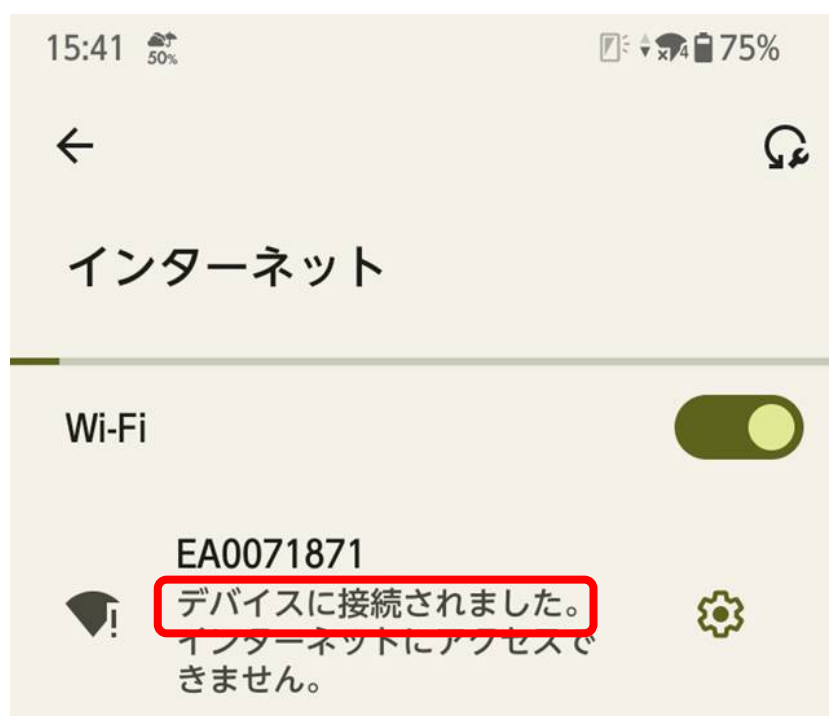 15:41 50% 4 75%
インターネット
Wi-Fi
EA0071871
デバイスに接続されました。
インターネットにアクセスで
きません。